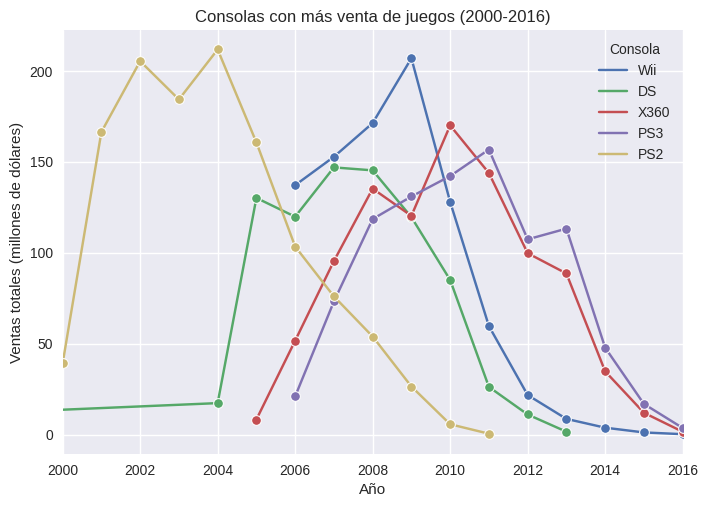 Consolas con más venta de juegos (2000-2016)
Ventas totales (millones de dólares)
200
150
100
50
0
Consola
Wii
DS
X360
PS3
PS2
2000 2002 2004 2006 2008 2010 2012 2014 2016
Año